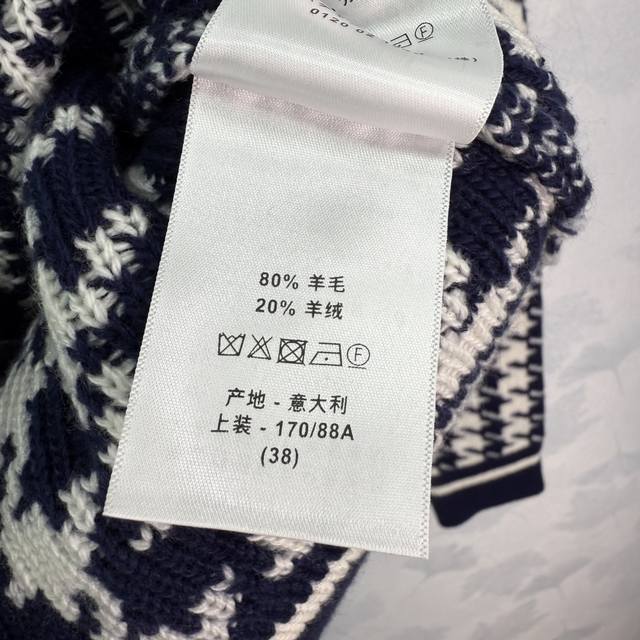 80% 羊毛
20% 羊绒
F
产地 - 意大利
上装 - 170/88A
(38)